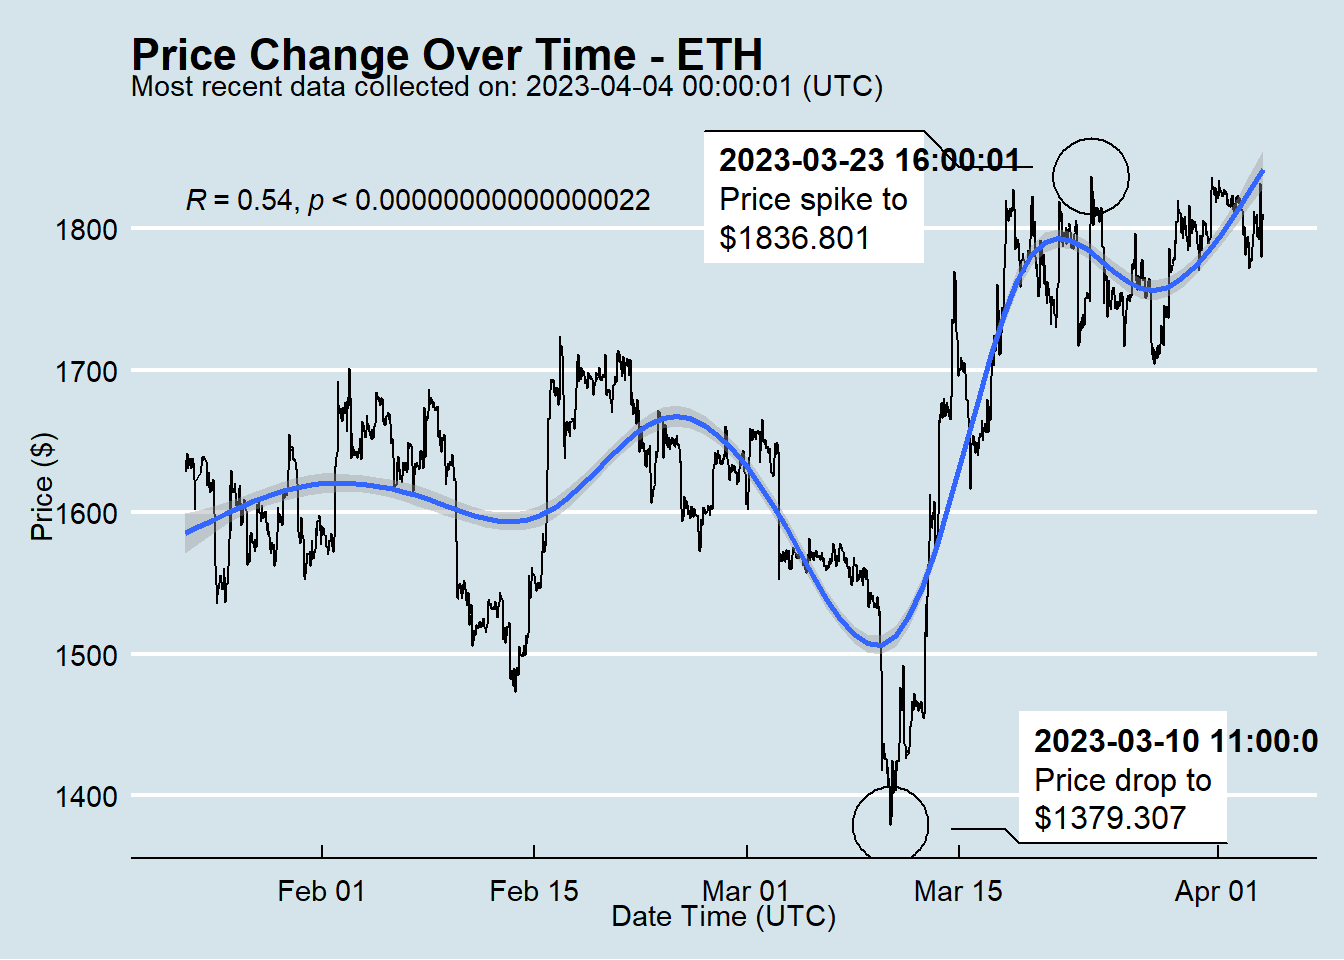 Price Change Over Time - ETH
Most recent data collected on: 2023-04-04 00:00:01 (UTC)
2023-03-23 16:00:01
Price spike to
$1836.801
R = 0.54, p < 0.00000000000000022
1800
1700
1600
1500
1400
Price ($)
2023-03-10 11:00:0
Price drop to
$1379.307
Feb 01
Feb 15
Mar 01
Mar 15
Apr 01
Date Time (UTC)